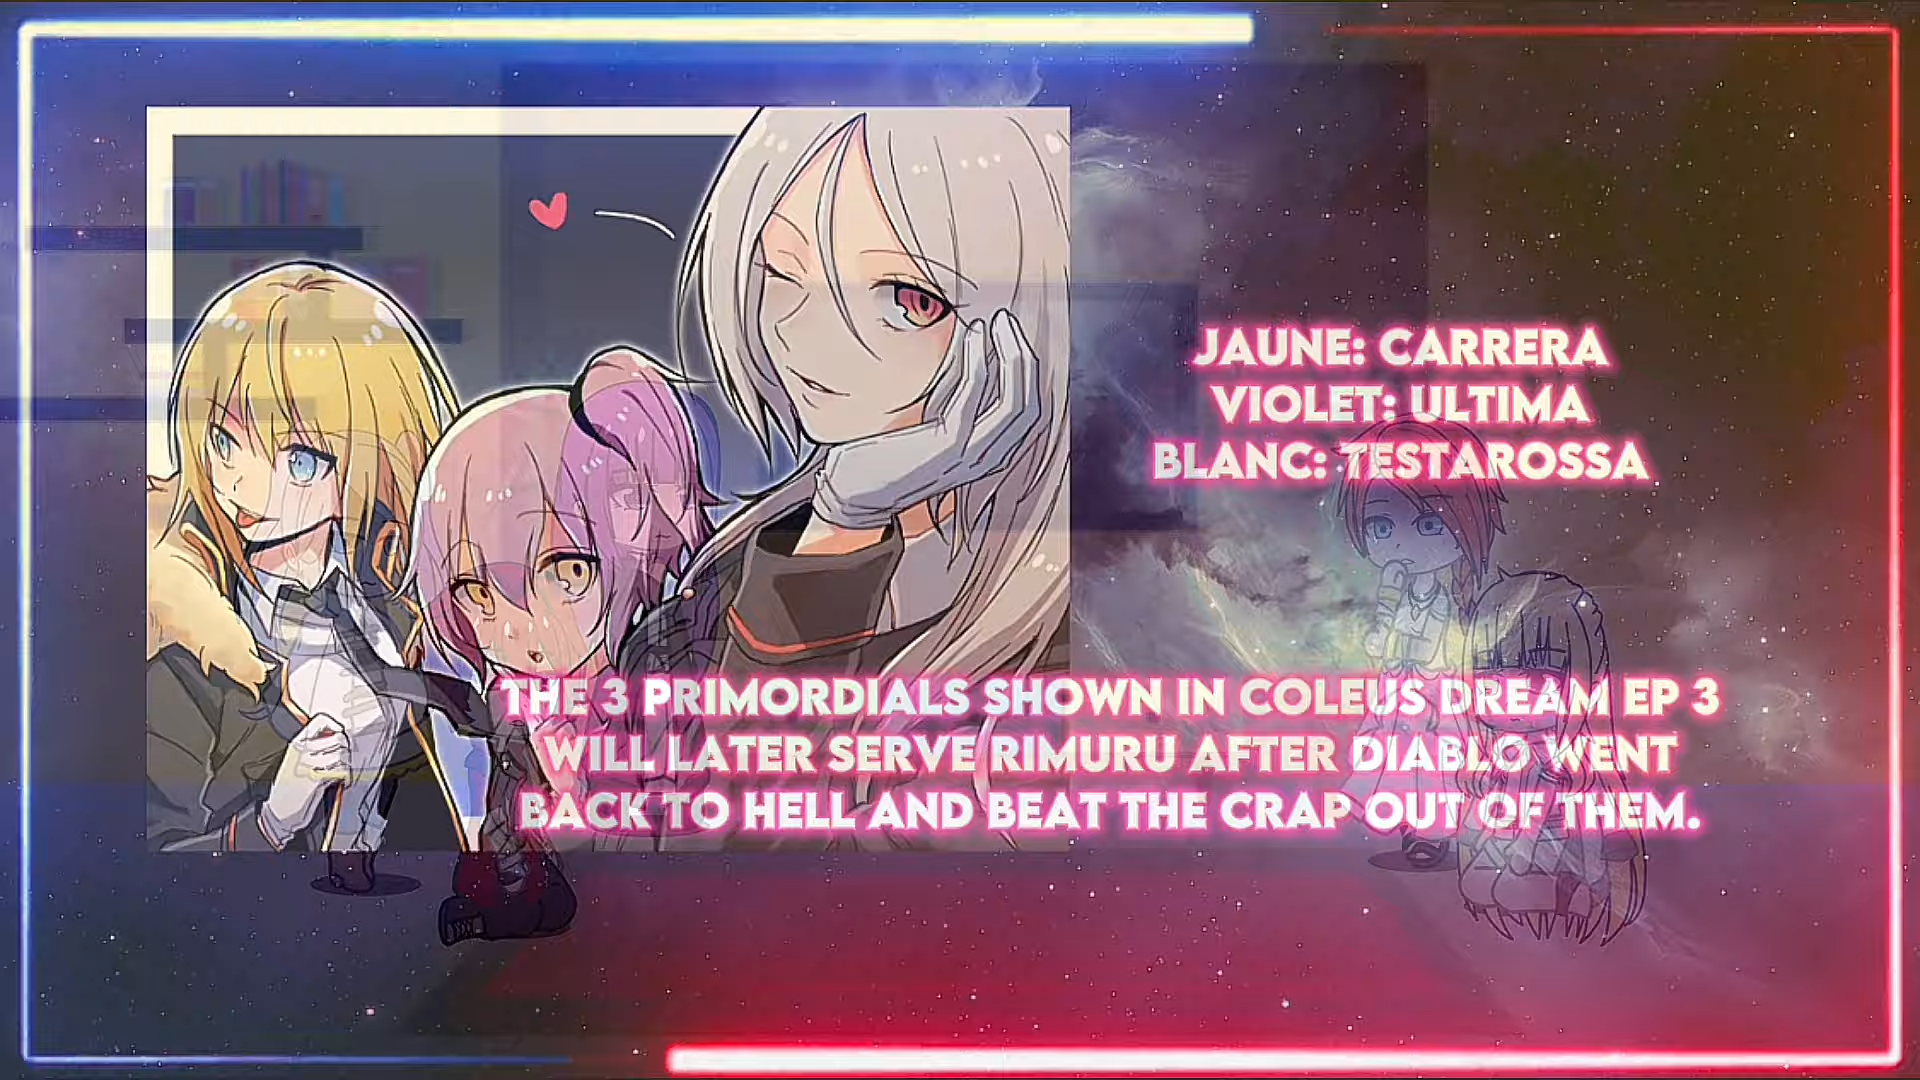 JAUNE: CARRERA
VIOLET: ULTIMA
BLANC: TESTAROSSA
THE 3 PRIMORDIALS SHOWN IN COLEUS DREAM EP 3
WILL LATER SERVE RIMURU AFTER DIABLO WENT
BACK TO HELL AND BEAT THE CRAP OUT OF THEM.